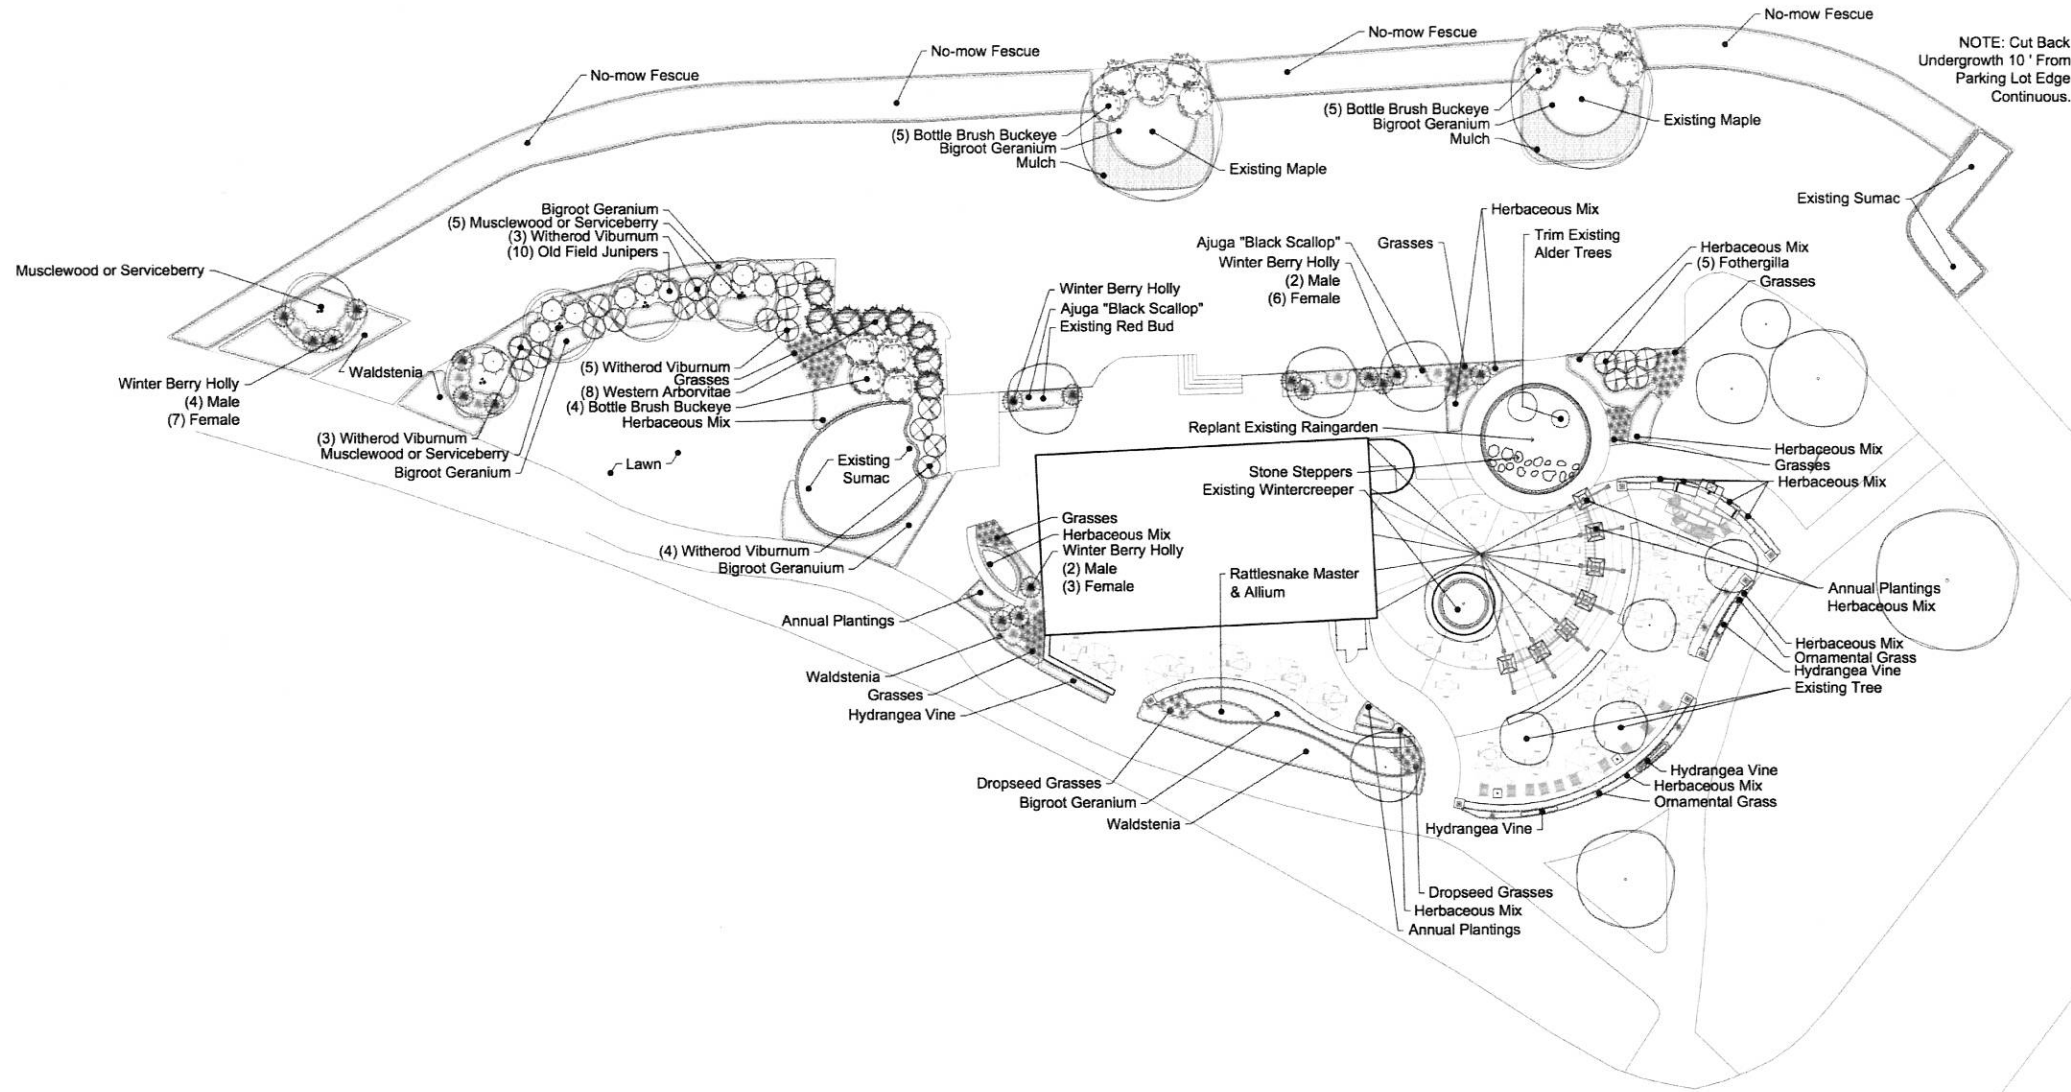 No-mow Fescue
No-mow Fescue
No-mow Fescue
No-mow Fescue
NOTE: Cut Back
Undergrowth 10 ' From
Parking Lot Edge
Continuous.
(5) Bottle Brush Buckeye
Bigroot Geranium
Mulch
Existing Maple
(5) Bottle Brush Buckeye
Bigroot Geranium
Mulch
Existing Maple
Existing Sumac
Bigroot Geranium
(5) Musclewood or Serviceberry
(3) Witherod Viburnum
(10) Old Field Junipers
Musclewood or Serviceberry
Winter Berry Holly
(4) Male
(7) Female
Waldstenia
(5) Witherod Viburnum
Grasses
(8) Western Arborvitae
(4) Bottle Brush Buckeye
Herbaceous Mix
(3) Witherod Viburnum
Musclewood or Serviceberry
Bigroot Geranium
Lawn
Existing
Sumac
(4) Witherod Viburnum
Bigroot Geranuium
Winter Berry Holly
Ajuga "Black Scallop"
Existing Red Bud
Ajuga "Black Scallop"
Winter Berry Holly
(2) Male
(6) Female
Grasses
Herbaceous Mix
Trim Existing
Alder Trees
Herbaceous Mix
(5) Fothergilla
Grasses
Replant Existing Raingarden
Stone Steppers
Existing Wintercreeper
Herbaceous Mix
Grasses
Herbaceous Mix
Grasses
Herbaceous Mix
Winter Berry Holly
(2) Male
(3) Female
Rattlesnake Master
& Allium
Annual Plantings
Herbaceous Mix
Annual Plantings
Waldstenia
Grasses
Hydrangea Vine
Herbaceous Mix
Ornamental Grass
Hydrangea Vine
Existing Tree
Dropseed Grasses
Bigroot Geranium
Waldstenia
Hydrangea Vine
Herbaceous Mix
Ornamental Grass
Hydrangea Vine
Dropseed Grasses
Herbaceous Mix
Annual Plantings